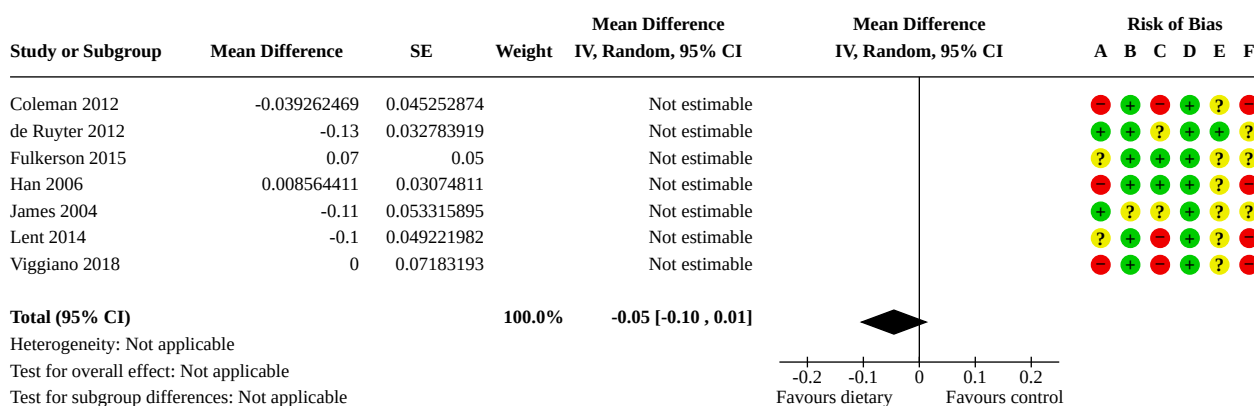 Mean Difference Mean Difference Risk of Bias
Study or Subgroup Mean Difference SE Weight IV, Random, 95% CI IV, Random, 95% CI A B C D E F
Coleman 2012 -0.039262469 0.045252874 Not estimable − + − + ? −
de Ruyter 2012 -0.13 0.032783919 Not estimable + + ? + + ?
Fulkerson 2015 0.07 0.05 Not estimable ? + + + ? ?
Han 2006 0.008564411 0.03074811 Not estimable − + + + ? −
James 2004 -0.11 0.053315895 Not estimable + ? ? + ? ?
Lent 2014 -0.1 0.049221982 Not estimable ? + − + ? −
Viggiano 2018 0 0.07183193 Not estimable − + − + ? −
Total (95% CI) 100.0% -0.05 [-0.10 , 0.01]
Heterogeneity: Not applicable
Test for overall effect: Not applicable
-0.2 -0.1 0 0.1 0.2
Test for subgroup differences: Not applicable Favours dietary Favours control